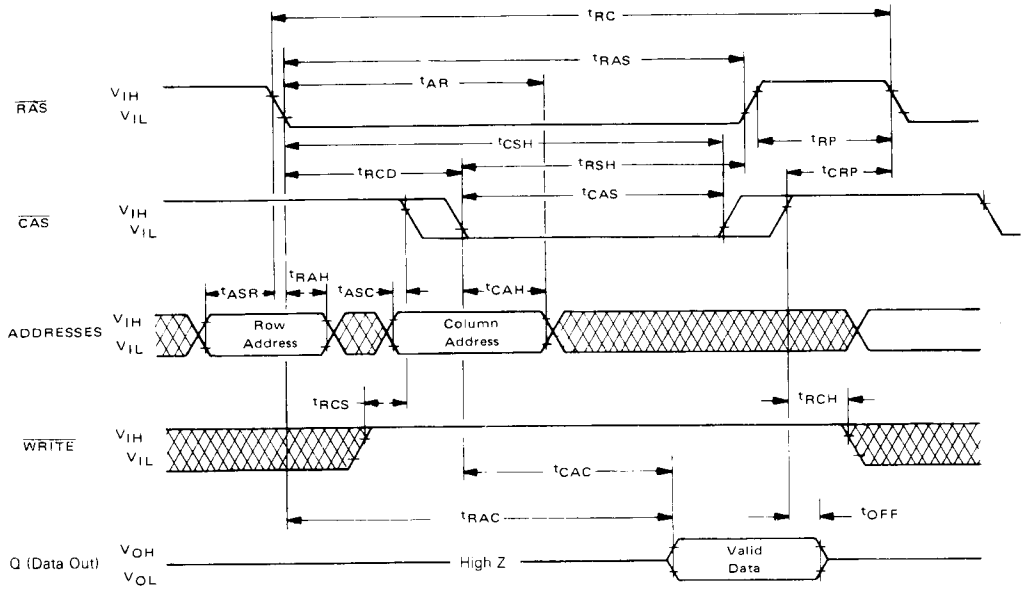 tRC
tRAS
tAR
RAS
VIH
VIL
tCSH
tRP
tRCD
tRSH
tCRP
tCAS
CAS
VIH
VIL
tASR
tRAH
tASC
tCAH
ADDRESSES
VIH
VIL
Row
Address
Column
Address
tRCS
tRCH
WRITE
VIH
VIL
tCAC
tRAC
tOFF
Q (Data Out)
VOH
VOL
High Z
Valid
Data